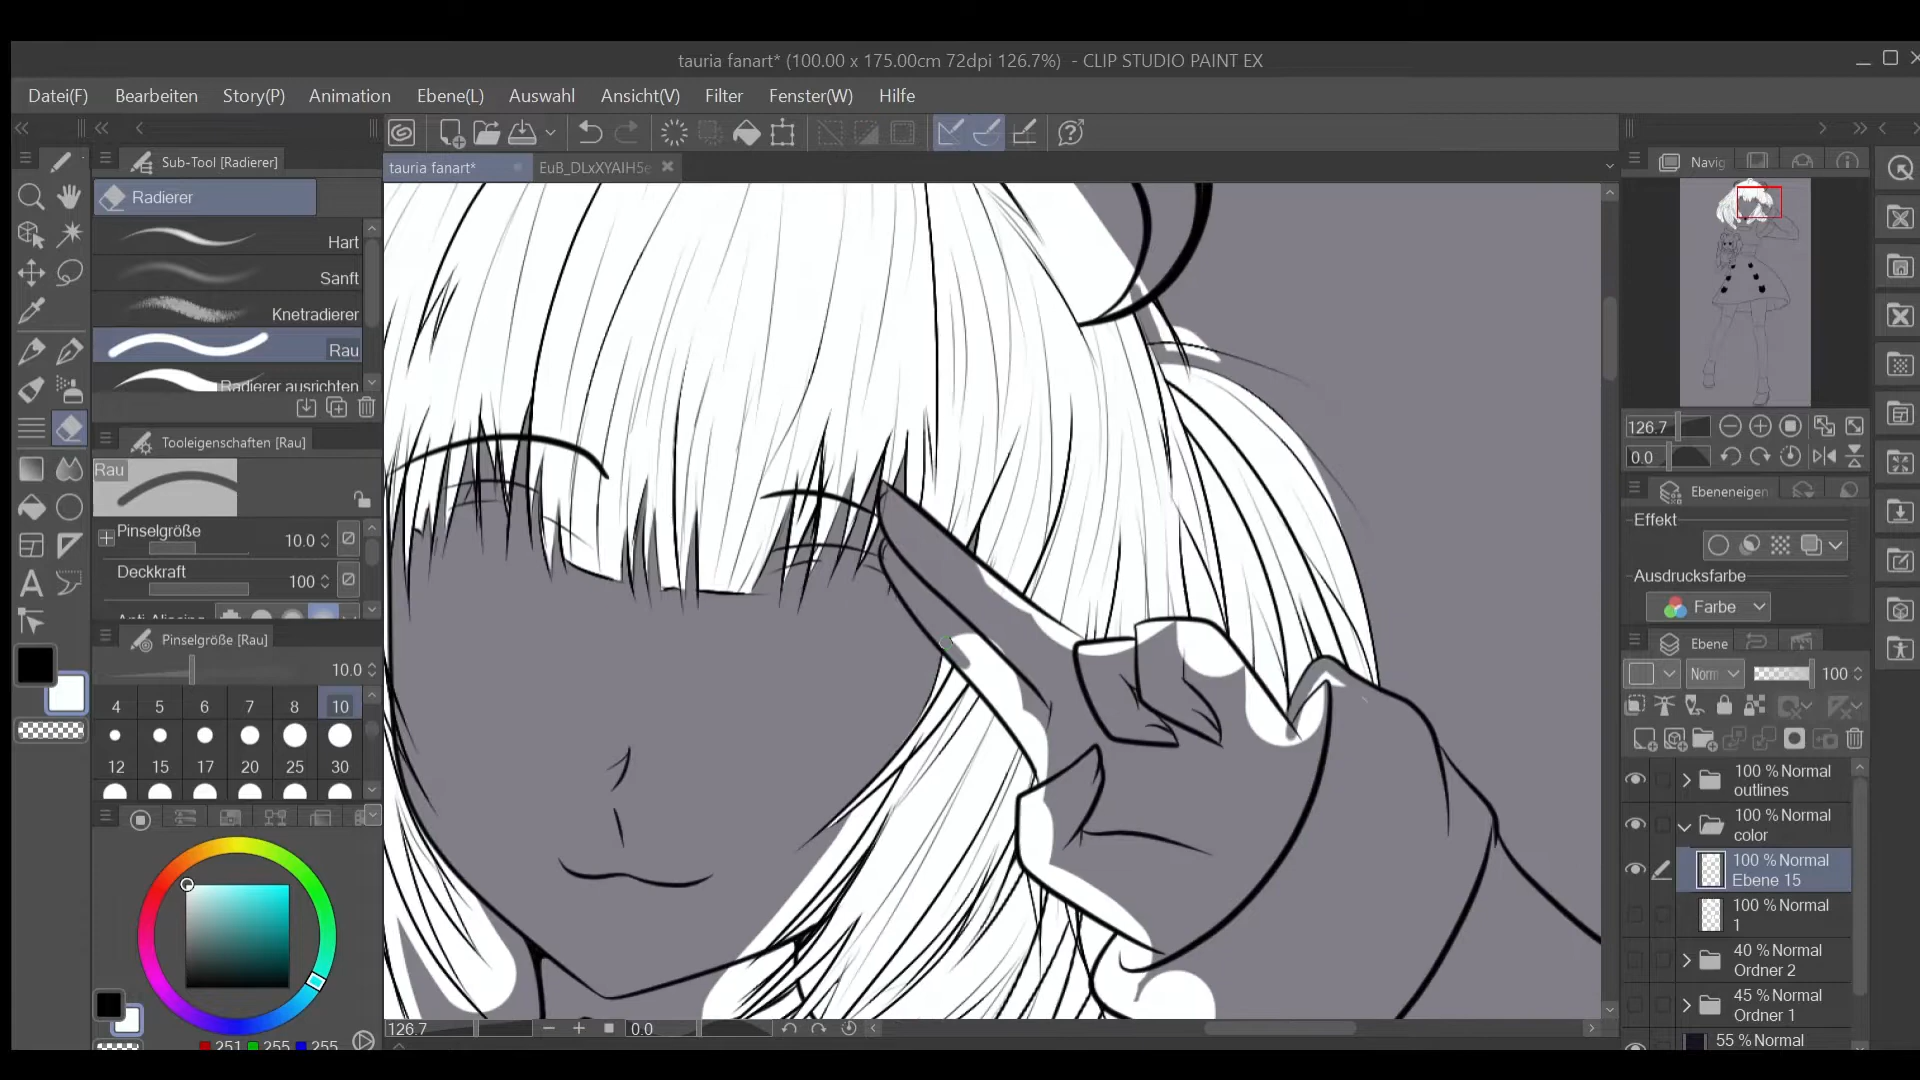 tauria fanart* (100.00 x 175.00cm 72dpi 126.7%) - CLIP STUDIO PAINT EX
Datei(F) Bearbeiten Story(P) Animation Ebene(L) Auswahl Ansicht(V) Filter Fenster(W) Hilfe
Sub-Tool [Radierer]
tauria fanart*
EuB_DLxXYAIH5e
Navig
Radierer
Hart
Sanft
Knetradierer
Rau
Radierer ausrichten
Tooleigenschaften [Rau]
Rau
Pinselgröße 10.0
Deckkraft 100
Pinselgröße [Rau]
10.0
4 5 6 7 8 10
12 15 17 20 25 30
251 255 255
126.7 0.0
126.7
0.0
Ebeneneigen
Effekt
Ausdrucksfarbe
Farbe
Ebene
Norm 100
100 % Normal
outlines
100 % Normal
color
100 % Normal
Ebene 15
100 % Normal
1
40 % Normal
Ordner 2
45 % Normal
Ordner 1
55 % Normal